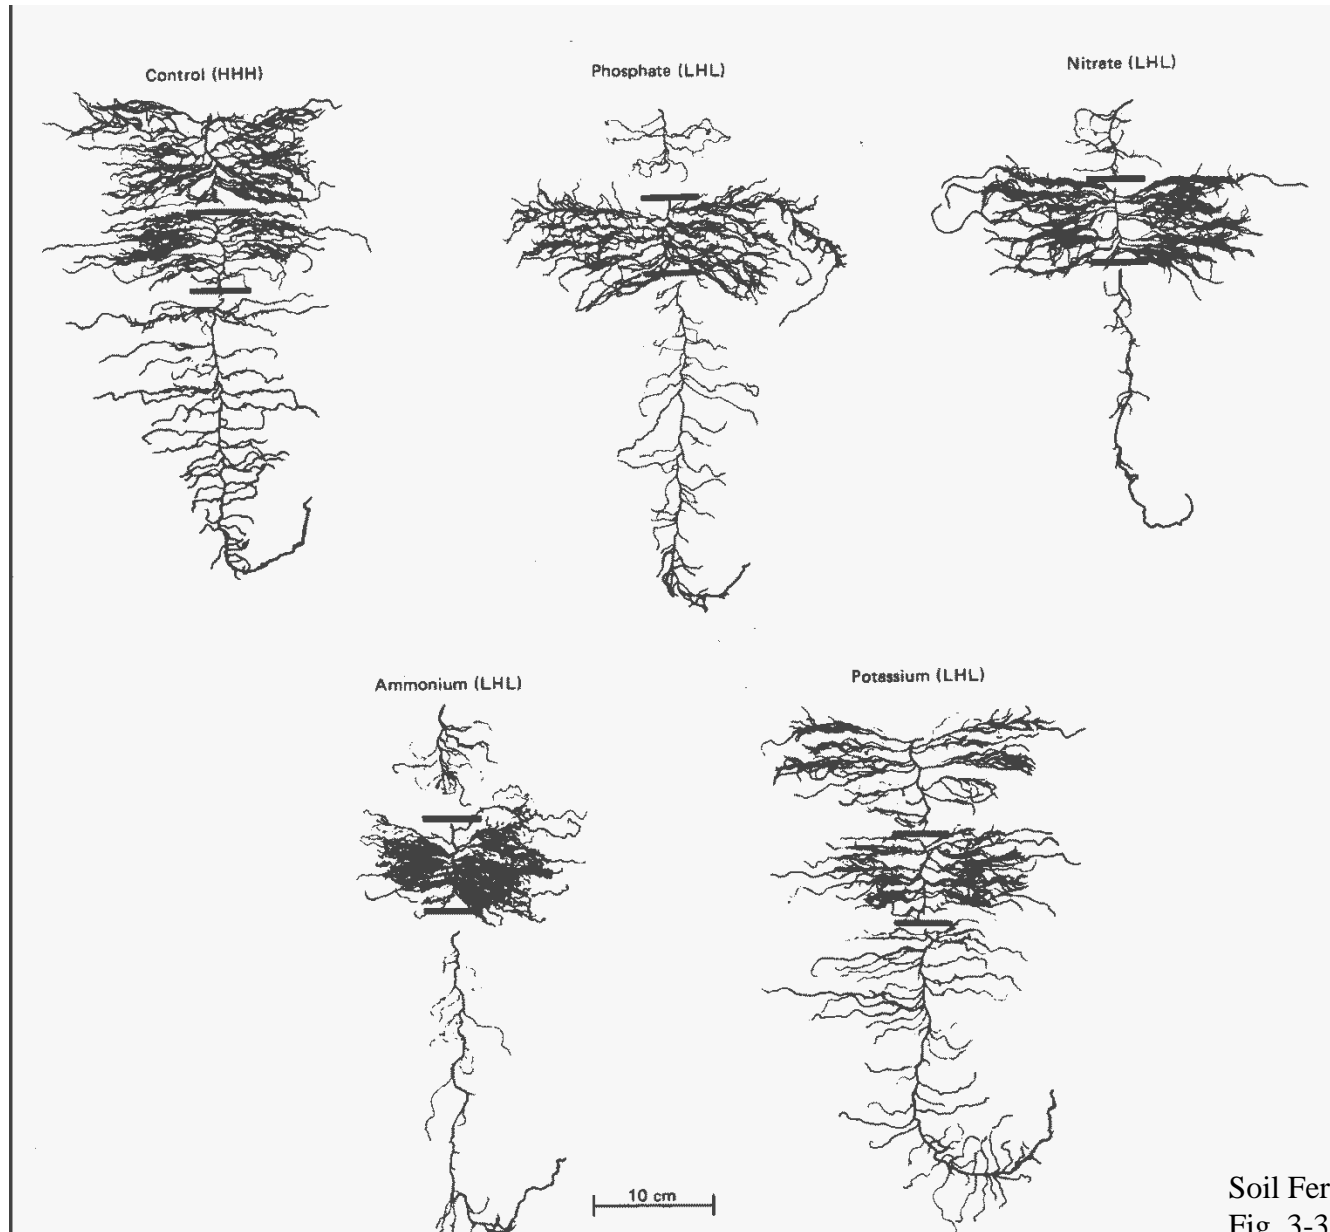 Control (HHH)
Phosphate (LHL)
Nitrate (LHL)
Ammonium (LHL)
Potassium (LHL)
10 cm
Soil Fer
Fig. 3-3